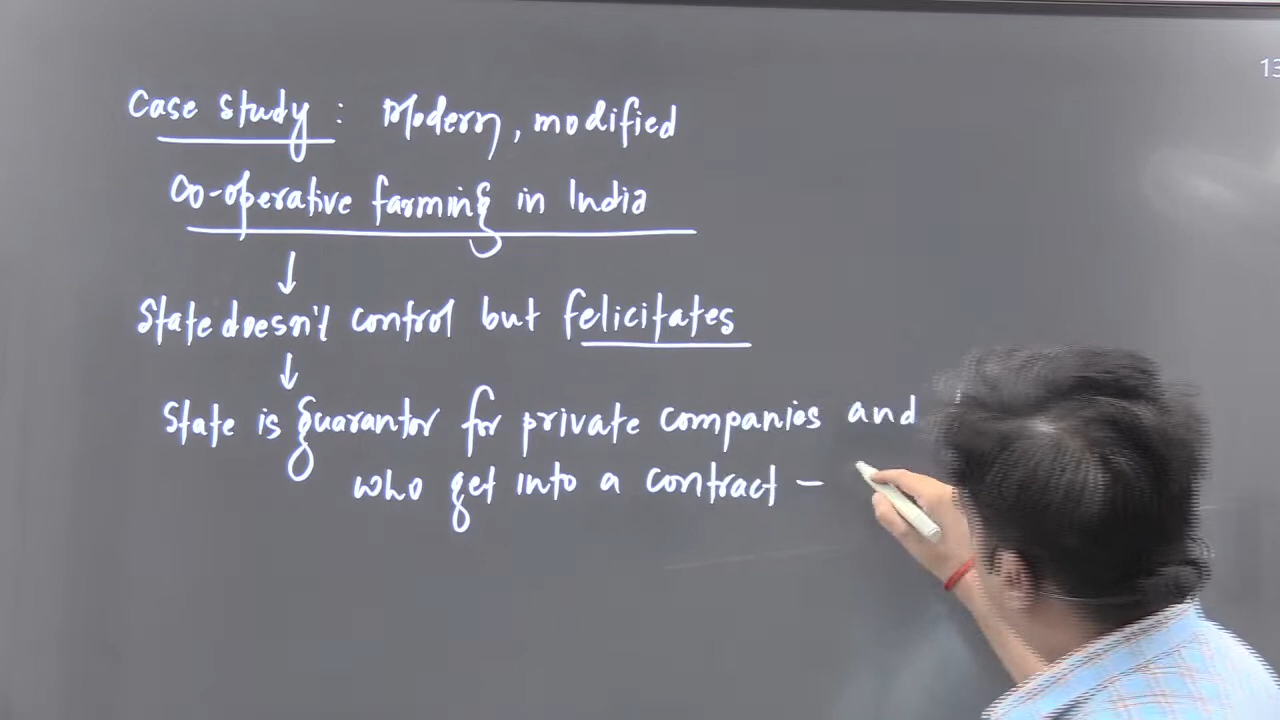 13
Case study : Modern, modified
Co-operative farming in India
↓
State doesn't control but felicitates
↓
State is guarantor for private companies and
who get into a contract –